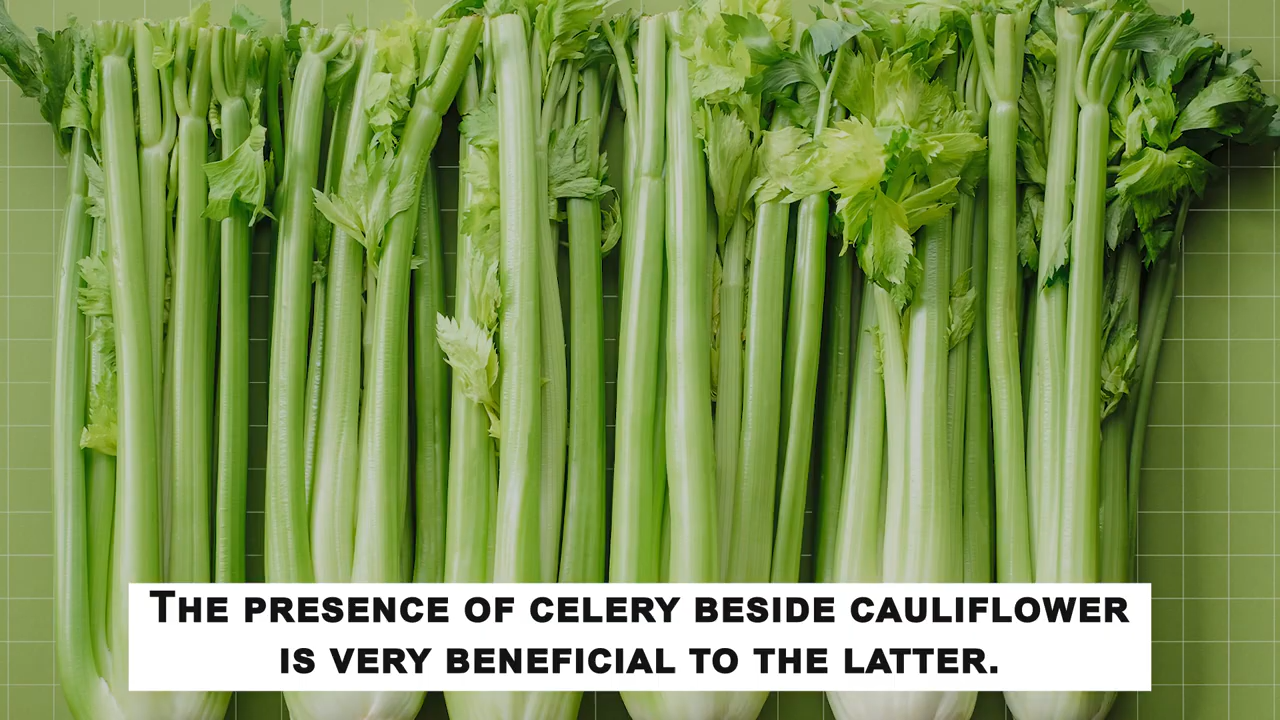 The presence of celery beside cauliflower
is very beneficial to the latter.